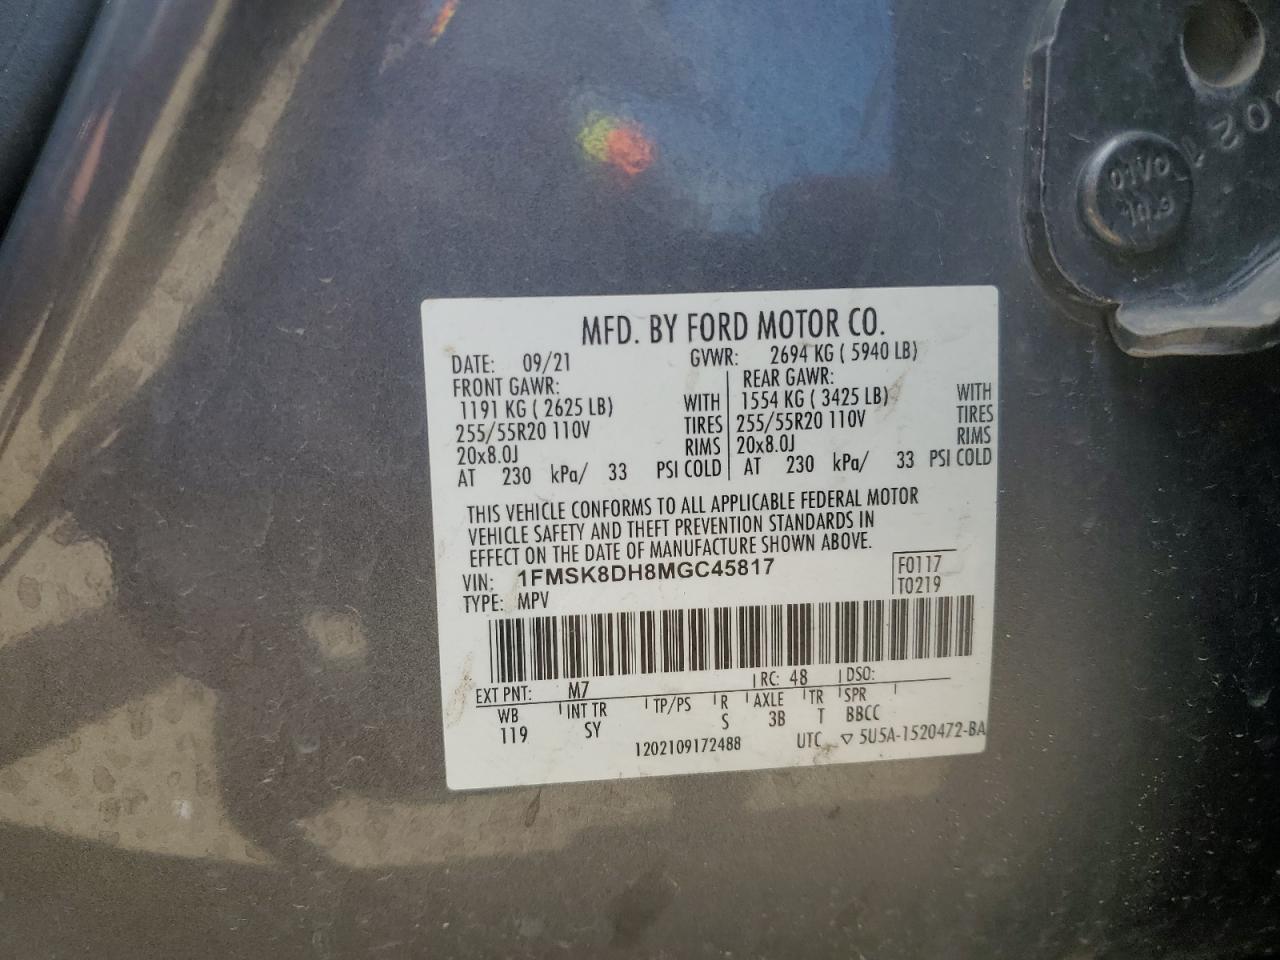 MFD. BY FORD MOTOR CO.
DATE: 09/21 GVWR: 2694 KG ( 5940 LB)
FRONT GAWR: REAR GAWR:
1191 KG ( 2625 LB) WITH 1554 KG ( 3425 LB) WITH
255/55R20 110V TIRES 255/55R20 110V TIRES
20x8.0J RIMS 20x8.0J RIMS
AT 230 kPa/ 33 PSI COLD AT 230 kPa/ 33 PSI COLD
THIS VEHICLE CONFORMS TO ALL APPLICABLE FEDERAL MOTOR
VEHICLE SAFETY AND THEFT PREVENTION STANDARDS IN
EFFECT ON THE DATE OF MANUFACTURE SHOWN ABOVE.
VIN: 1FMSK8DH8MGC45817 F0117
TYPE: MPV T0219
EXT PNT: M7 RC: 48 DSO:
WB INT TR TP/PS R AXLE TR SPR
119 SY S 3B T BBCC
1202109172488 UTC ▽ 5U5A-1520472-BA